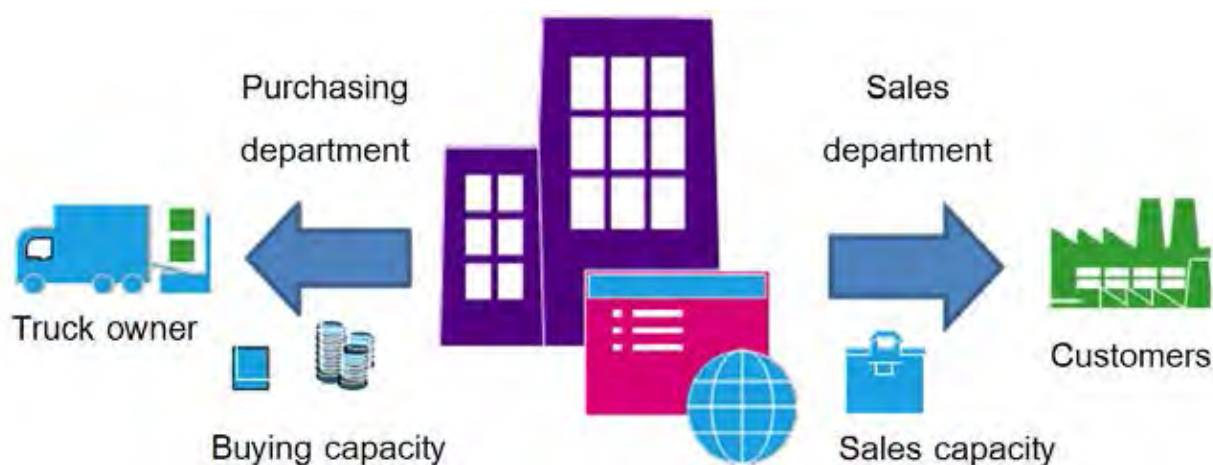 Purchasing
department
Sales
department
Truck owner
Customers
Buying capacity
Sales capacity